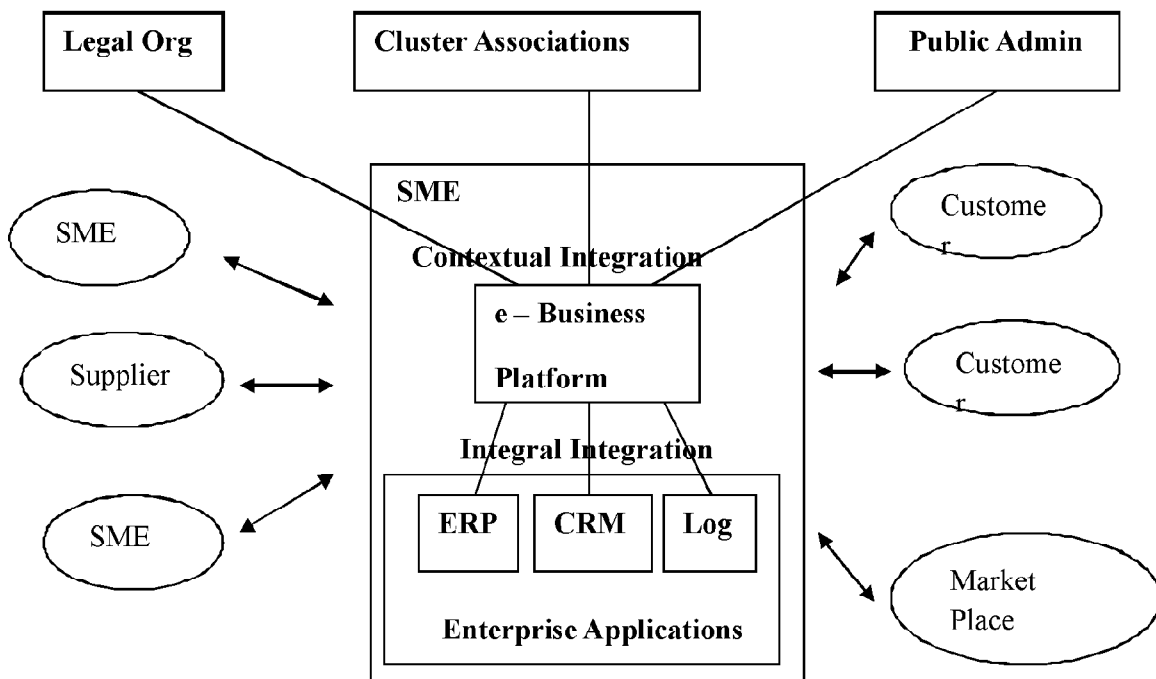 Legal Org
Cluster Associations
Public Admin
SME
SME
Custome
r
Contextual Integration
e – Business
Platform
Supplier
Custome
r
Integral Integration
SME
ERP
CRM
Log
Market
Place
Enterprise Applications